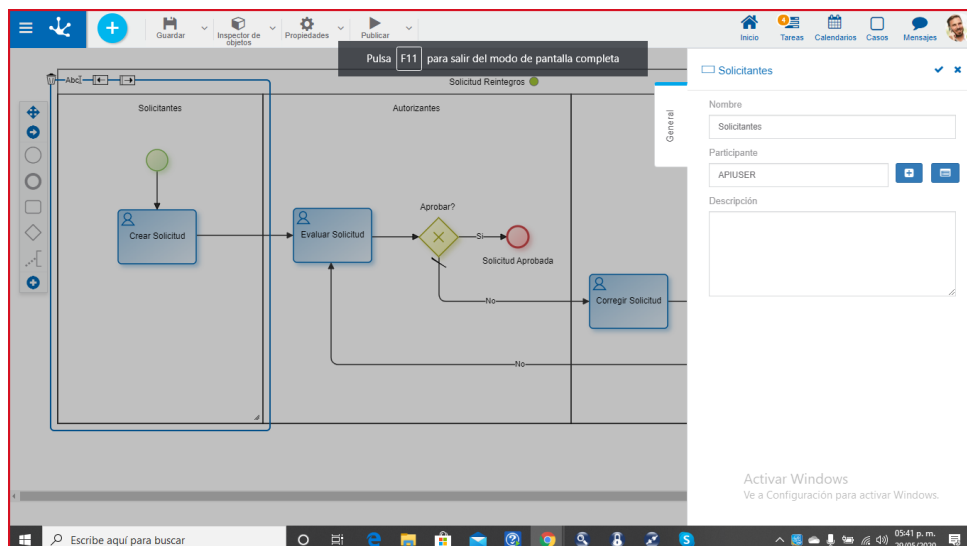 Guardar
Inspector de
objetos
Propiedades
Publicar
Inicio
Tareas
Calendarios
Casos
Mensajes
Pulsa F11 para salir del modo de pantalla completa
Abc
Solicitud Reintegros
Solicitantes
Autorizantes
Crear Solicitud
Evaluar Solicitud
Aprobar?
Si
Solicitud Aprobada
No
Corregir Solicitud
No
General
Solicitantes
Nombre
Solicitantes
Participante
APIUSER
Descripción
Activar Windows
Ve a Configuración para activar Windows.
Escribe aquí para buscar
05:41 p. m.
20/05/2020